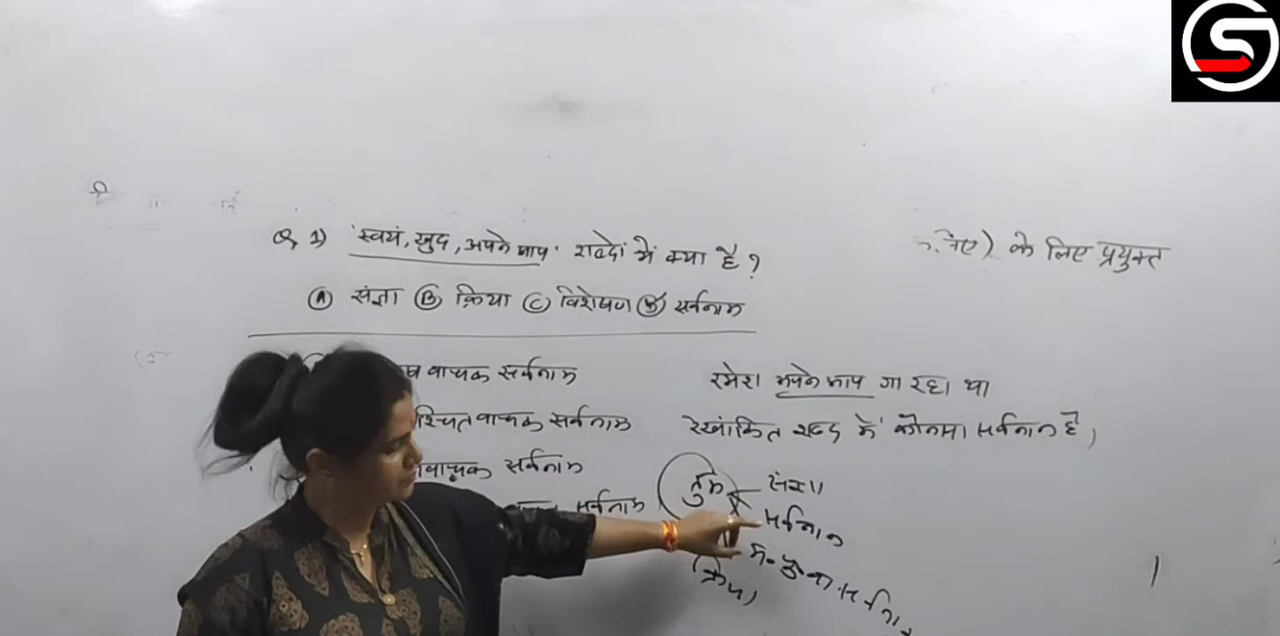 Q, 1) 'स्वयं, खुद, अपने आप' शब्दों में क्या है ?
के लिए प्रयुक्त
(A) संज्ञा (B) क्रिया (C) विशेषण सर्वनाम
वाचक सर्वनाम
रमेश अपने आप गा रहा था
श्चित वाचक सर्वनाम
रेखांकित शब्द में कौनसा सर्वनाम है
वाचक सर्वनाम
सर्वनाम
तुम
संज्ञा
सर्वनाम
क्रिया